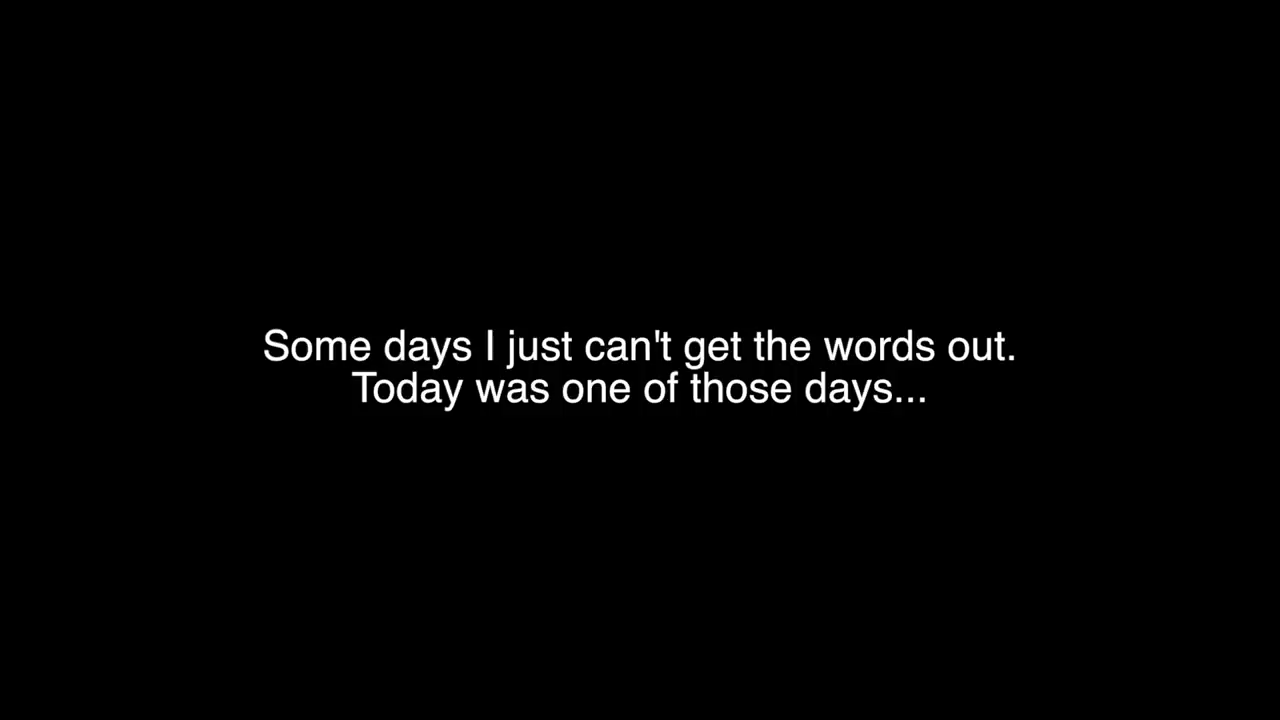 Some days I just can't get the words out.
Today was one of those days...